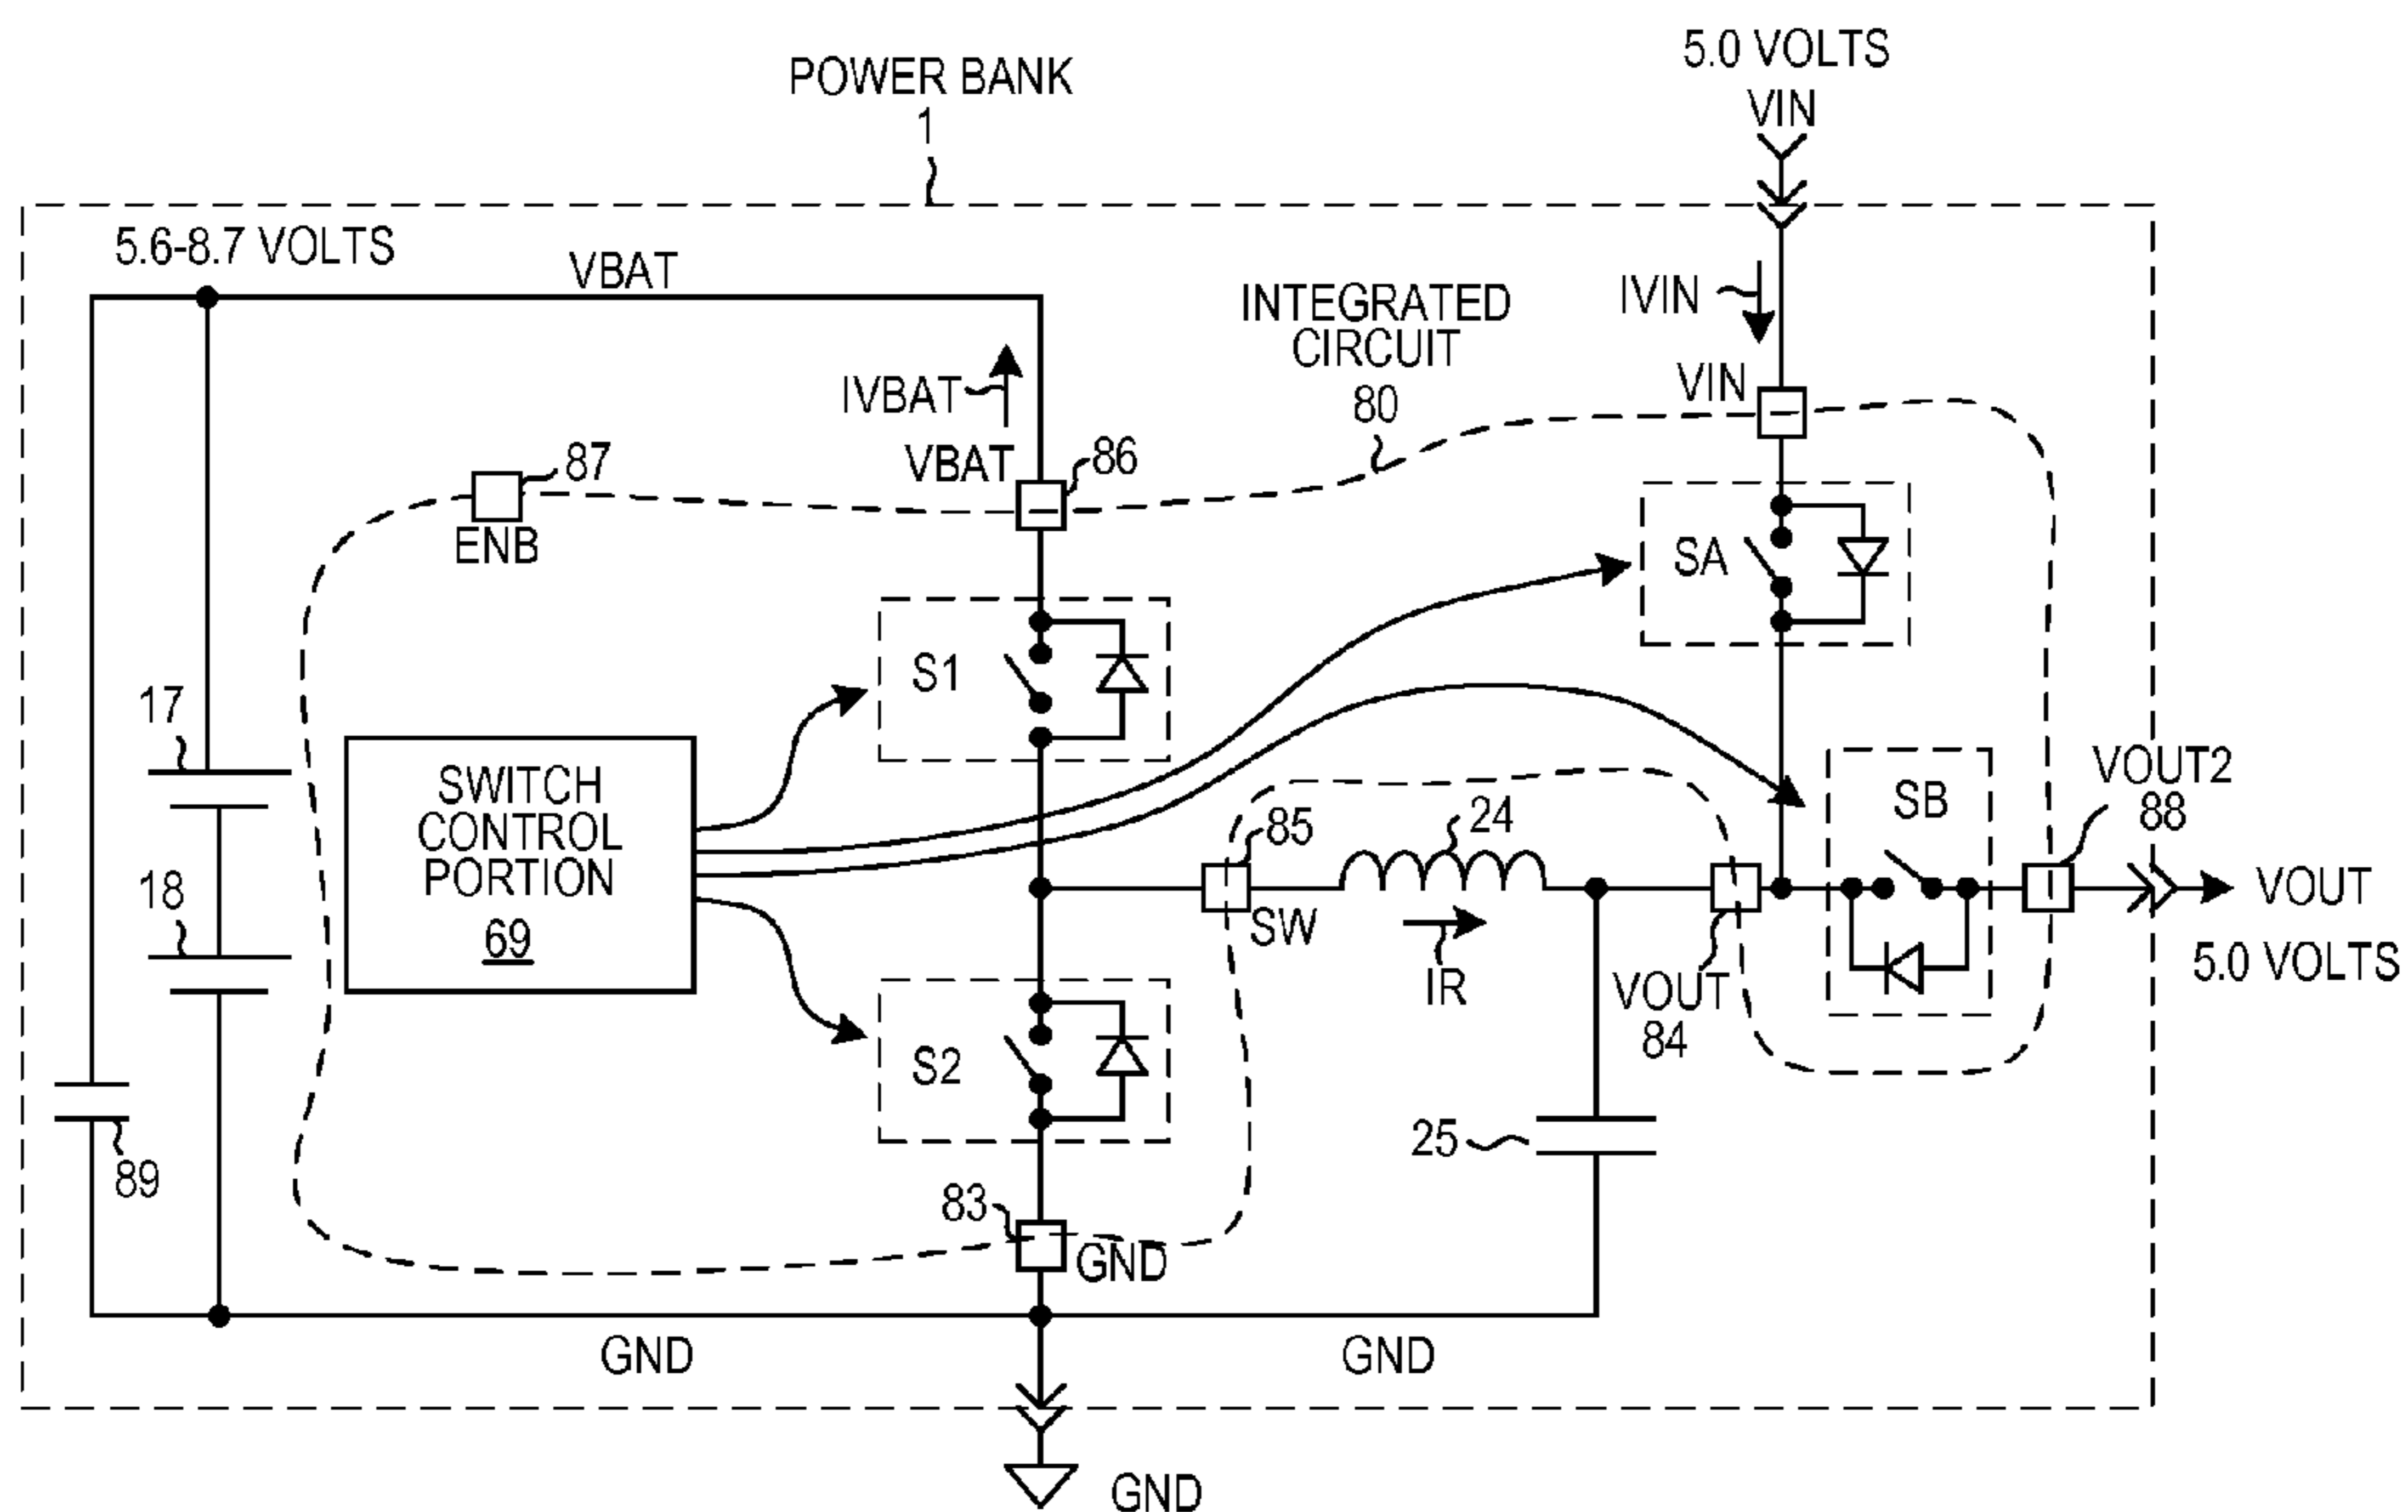 POWER BANK
1
5.0 VOLTS
VIN
5.6-8.7 VOLTS
VBAT
INTEGRATED
CIRCUIT
80
IVIN
VIN
IVBAT
VBAT
86
87
ENB
SA
S1
17
SWITCH
CONTROL
PORTION
69
18
SB
VOUT2
88
24
85
SW
IR
VOUT
84
VOUT
5.0 VOLTS
S2
25
89
83
GND
GND
GND
GND